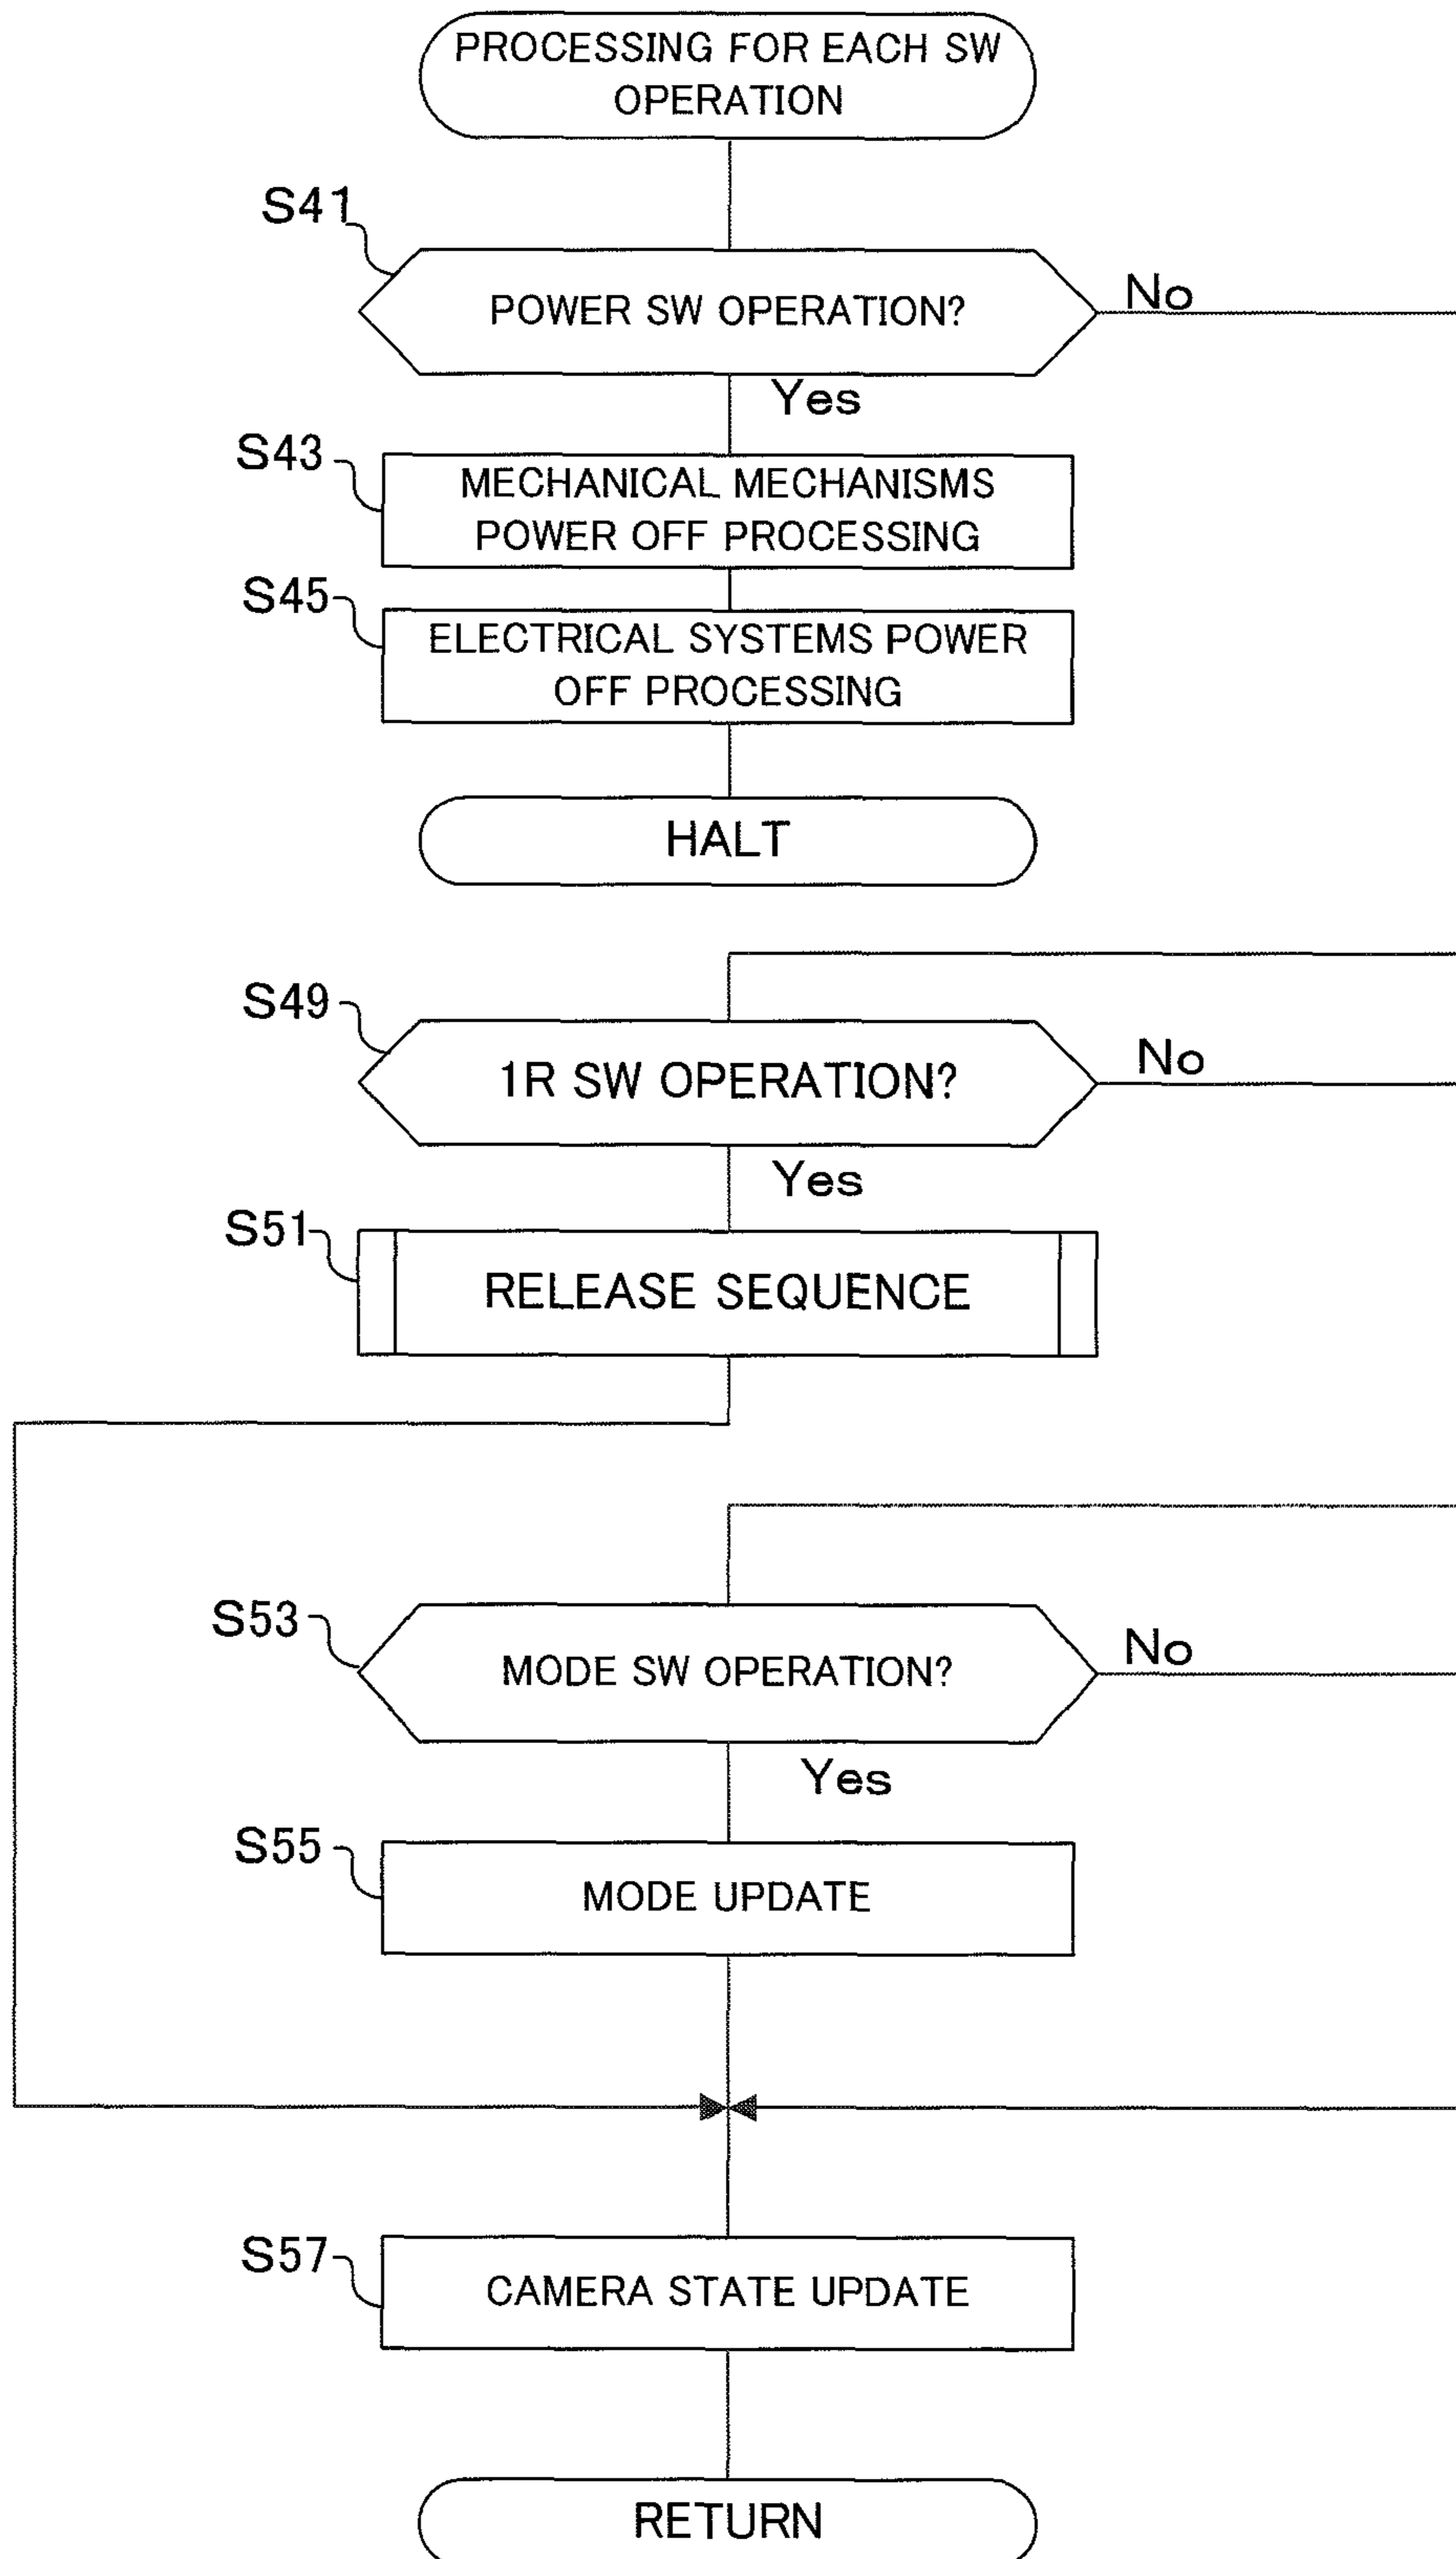 PROCESSING FOR EACH SW
OPERATION
S41
POWER SW OPERATION?
No
Yes
S43
MECHANICAL MECHANISMS
POWER OFF PROCESSING
S45
ELECTRICAL SYSTEMS POWER
OFF PROCESSING
HALT
S49
1R SW OPERATION?
No
Yes
S51
RELEASE SEQUENCE
S53
MODE SW OPERATION?
No
Yes
S55
MODE UPDATE
S57
CAMERA STATE UPDATE
RETURN